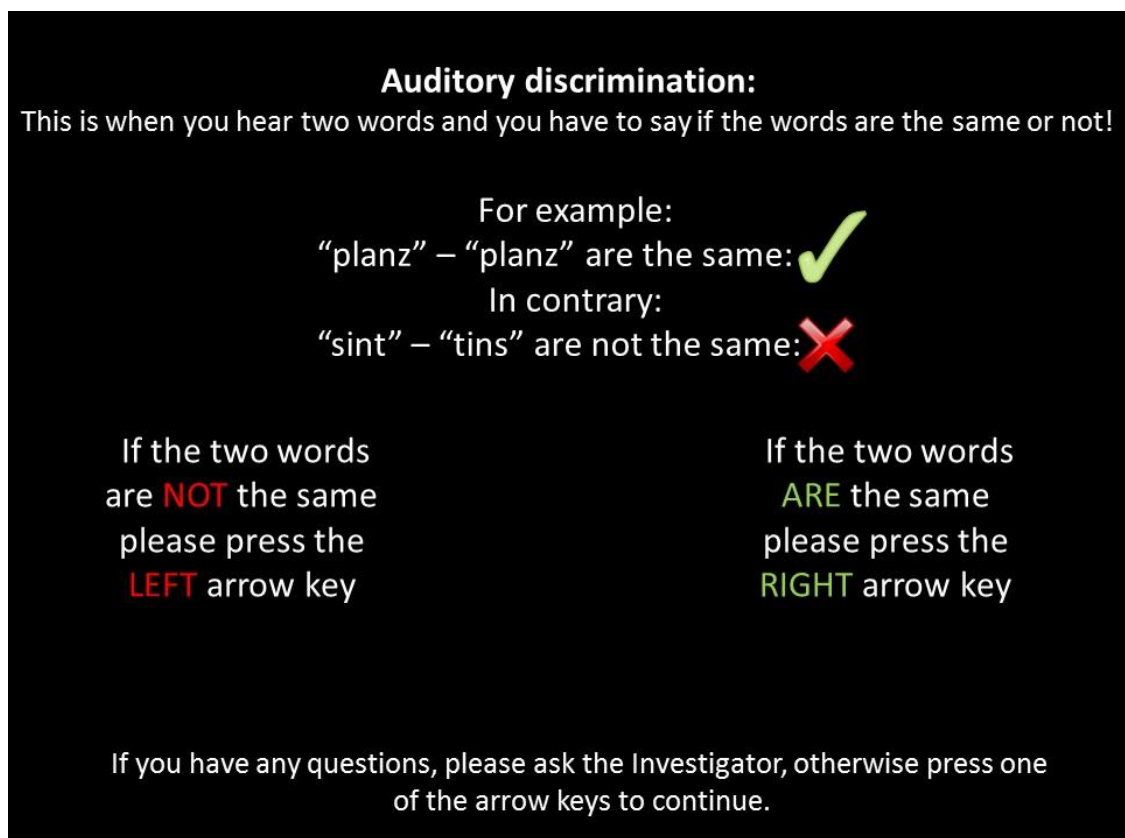 Auditory discrimination:
This is when you hear two words and you have to say if the words are the same or not!
For example:
“planz” – “planz” are the same:
In contrary:
“sint” – “tins” are not the same:
If the two words
are NOT the same
please press the
LEFT arrow key
If the two words
ARE the same
please press the
RIGHT arrow key
If you have any questions, please ask the Investigator, otherwise press one
of the arrow keys to continue.